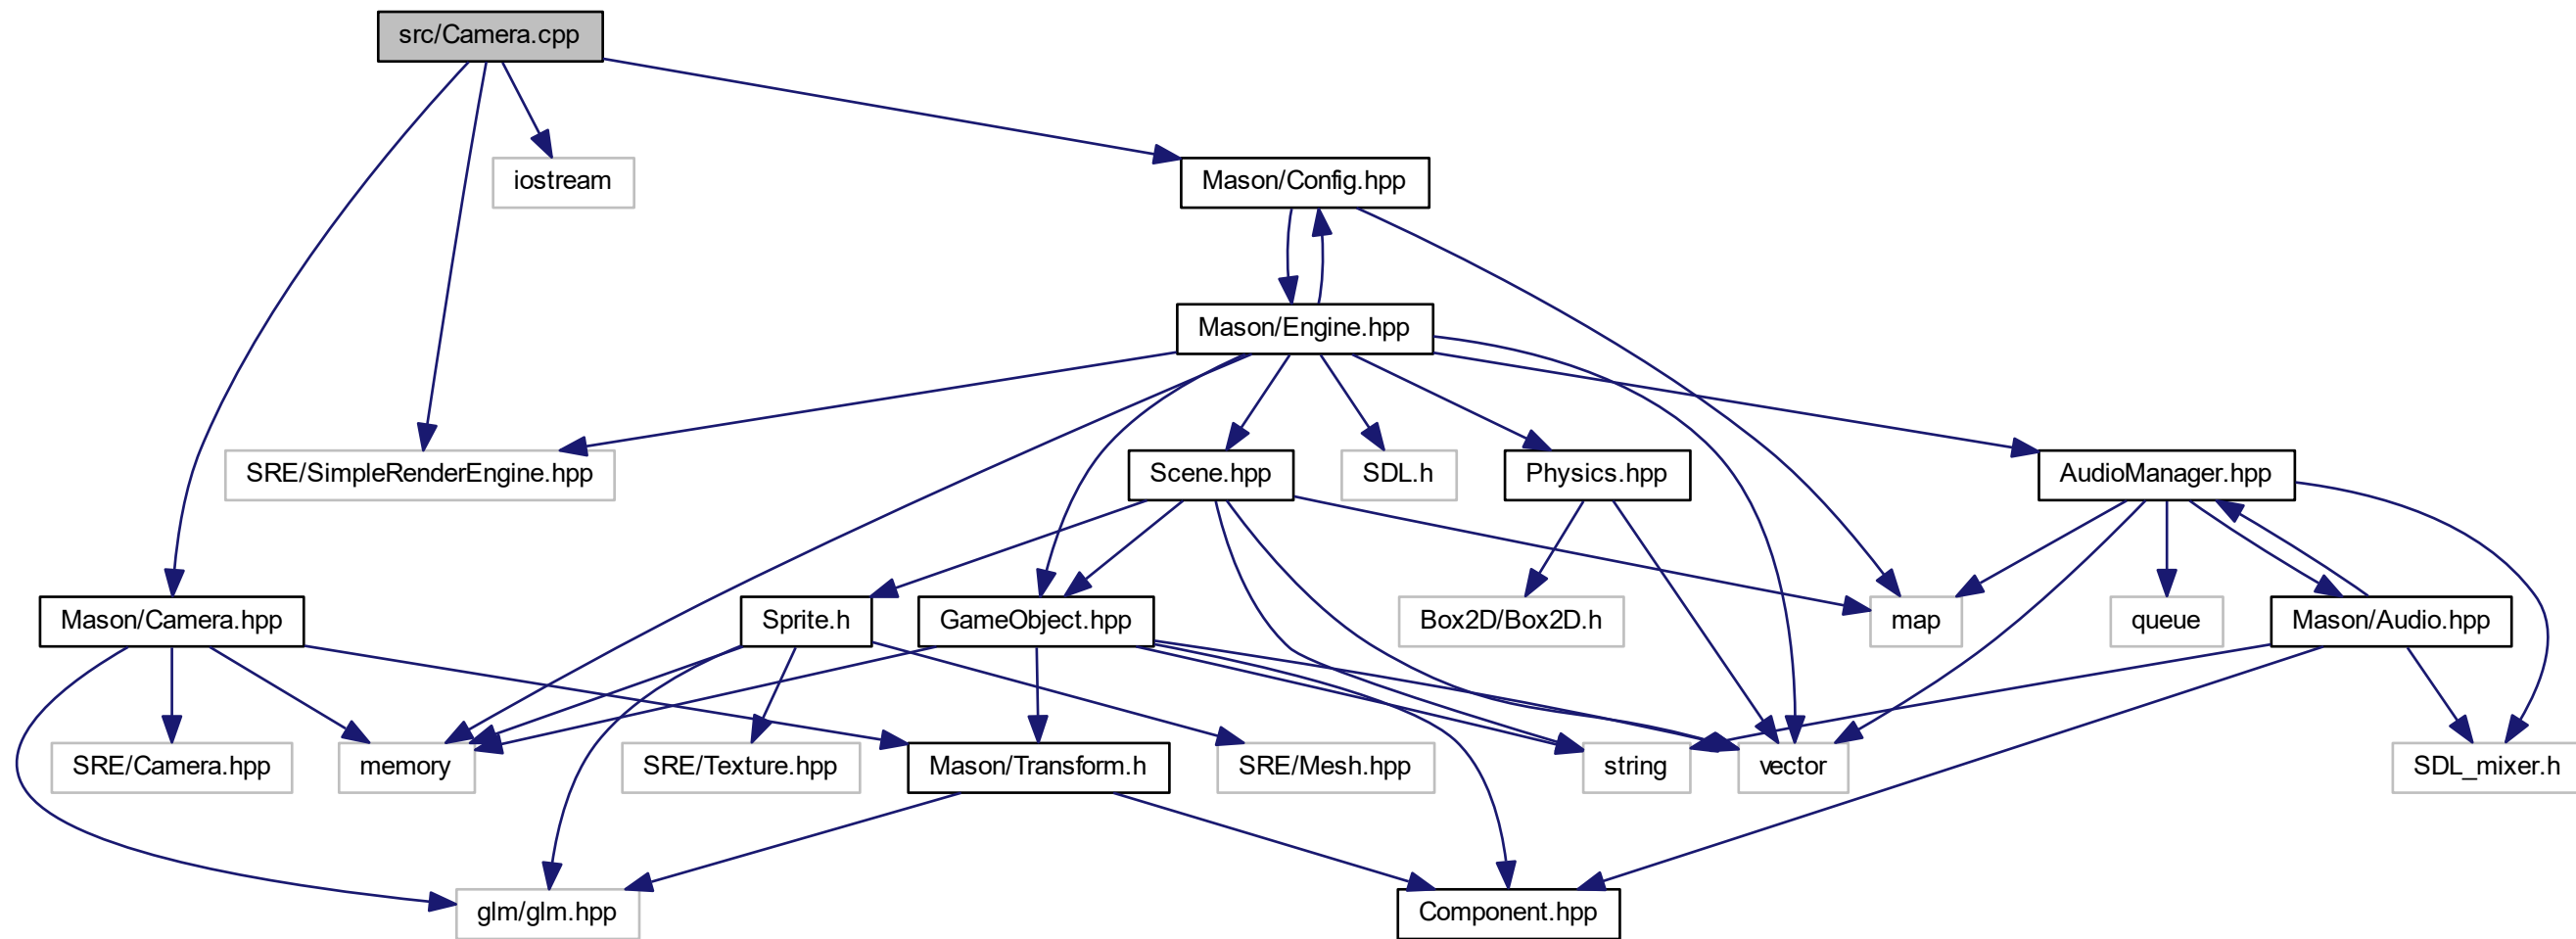 src/Camera.cpp
iostream
Mason/Config.hpp
Mason/Engine.hpp
SRE/SimpleRenderEngine.hpp
Scene.hpp
SDL.h
Physics.hpp
AudioManager.hpp
Mason/Camera.hpp
Sprite.h
GameObject.hpp
Box2D/Box2D.h
map
queue
Mason/Audio.hpp
SRE/Camera.hpp
memory
SRE/Texture.hpp
Mason/Transform.h
SRE/Mesh.hpp
string
vector
SDL_mixer.h
glm/glm.hpp
Component.hpp